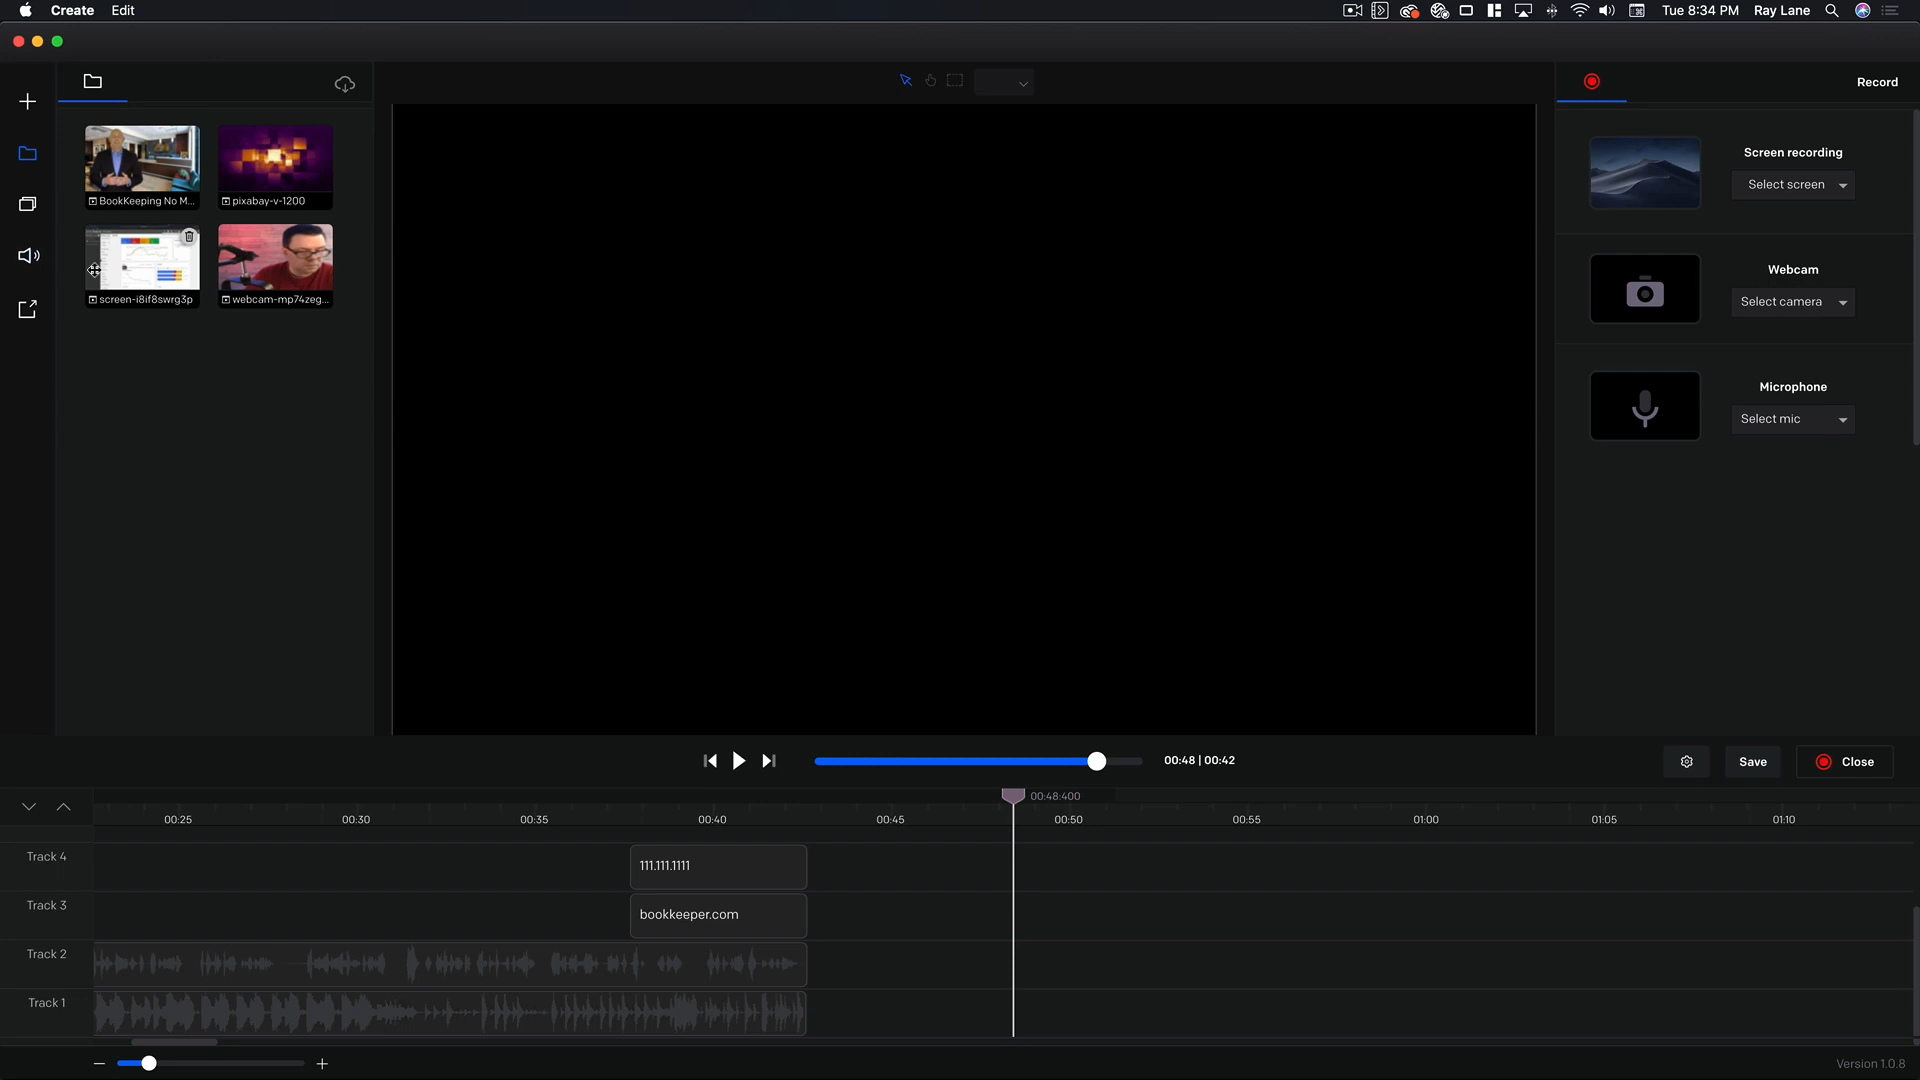 Create Edit
Tue 8:34 PM Ray Lane
Record
BookKeeping No M...
pixabay-v-1200
screen-i8if8swrg3p
webcam-mp74zeg...
Screen recording
Select screen
Webcam
Select camera
Microphone
Select mic
00:48 | 00:42
Save
Close
00:48:400
00:25 00:30 00:35 00:40 00:45 00:50 00:55 01:00 01:05 01:10
Track 4
111.111.1111
Track 3
bookkeeper.com
Track 2
Track 1
Version 1.0.8